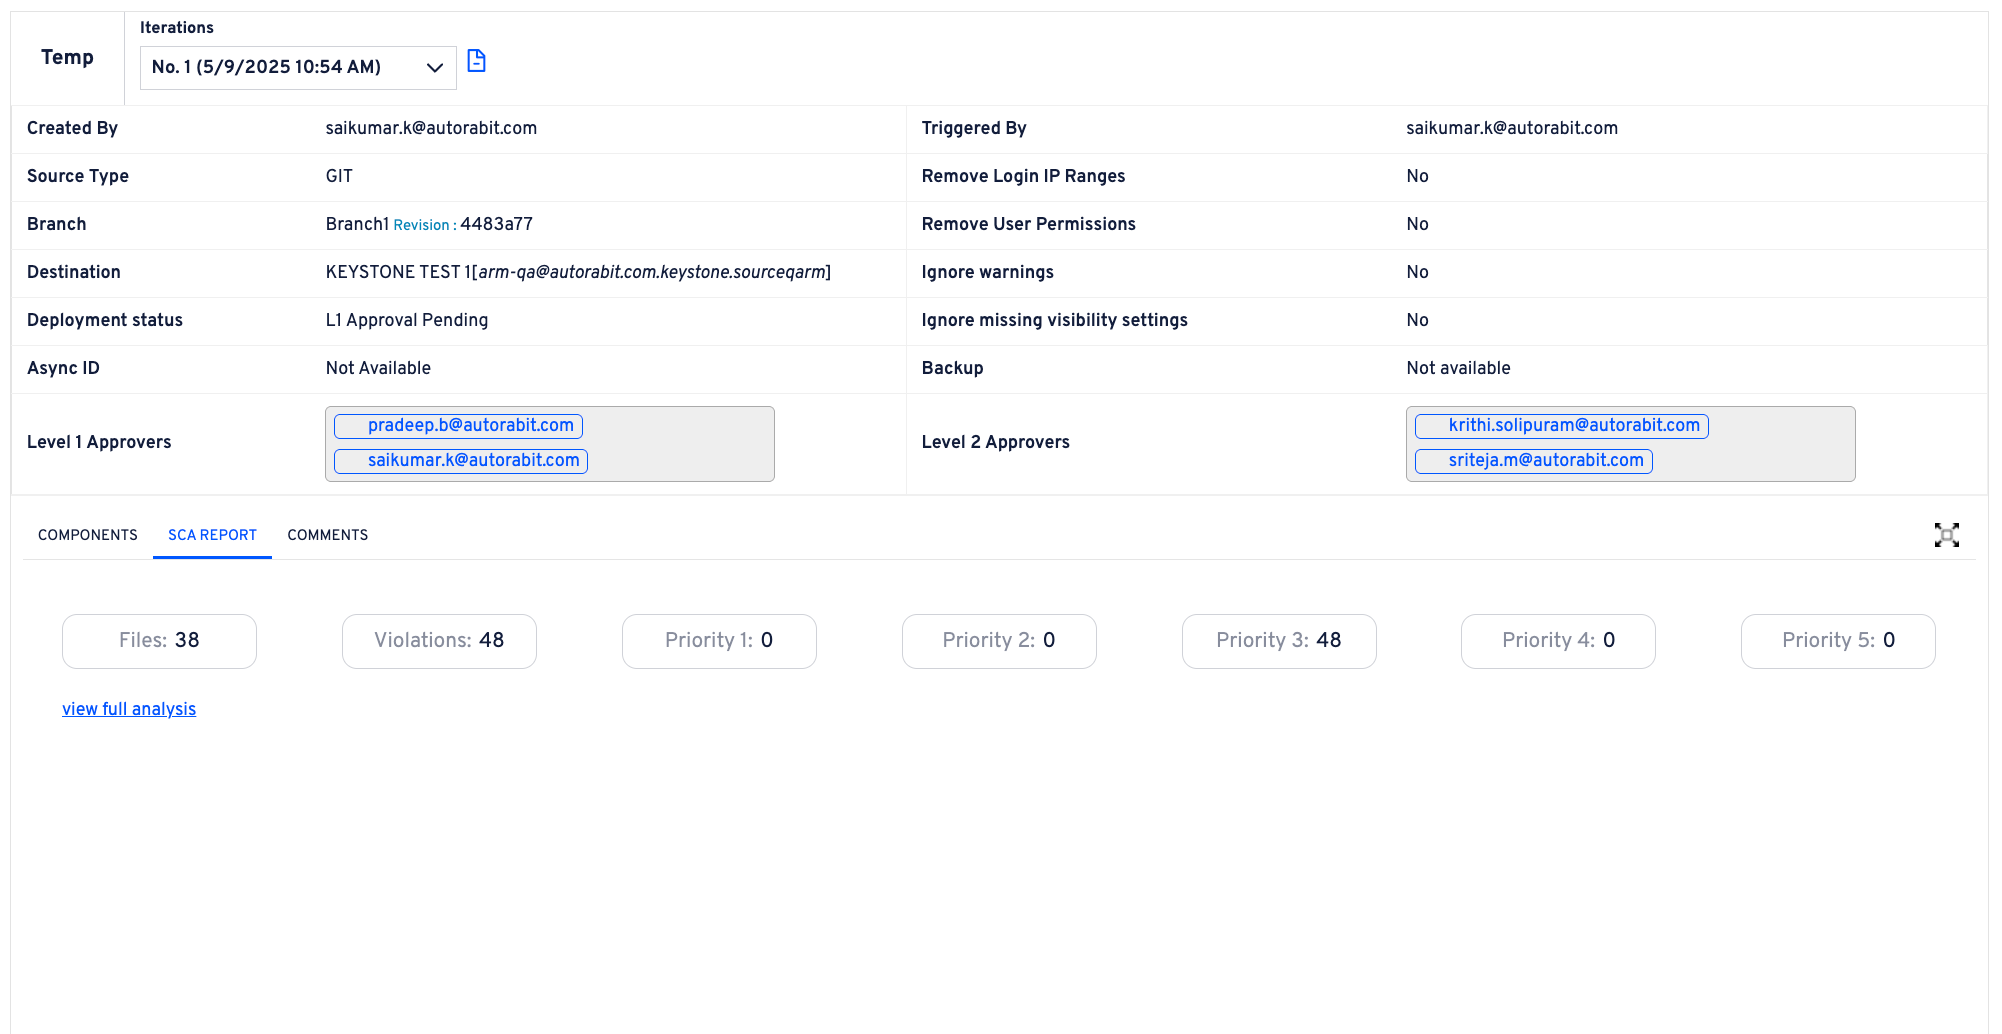 Temp
Iterations
No. 1 (5/9/2025 10:54 AM)
Created By saikumar.k@autorabit.com Triggered By saikumar.k@autorabit.com
Source Type GIT Remove Login IP Ranges No
Branch Branch1 Revision : 4483a77 Remove User Permissions No
Destination KEYSTONE TEST 1[arm-qa@autorabit.com.keystone.sourceqarm] Ignore warnings No
Deployment status L1 Approval Pending Ignore missing visibility settings No
Async ID Not Available Backup Not available
Level 1 Approvers
pradeep.b@autorabit.com
saikumar.k@autorabit.com
Level 2 Approvers
krithi.solipuram@autorabit.com
sriteja.m@autorabit.com
COMPONENTS SCA REPORT COMMENTS
Files: 38 Violations: 48 Priority 1: 0 Priority 2: 0 Priority 3: 48 Priority 4: 0 Priority 5: 0
view full analysis